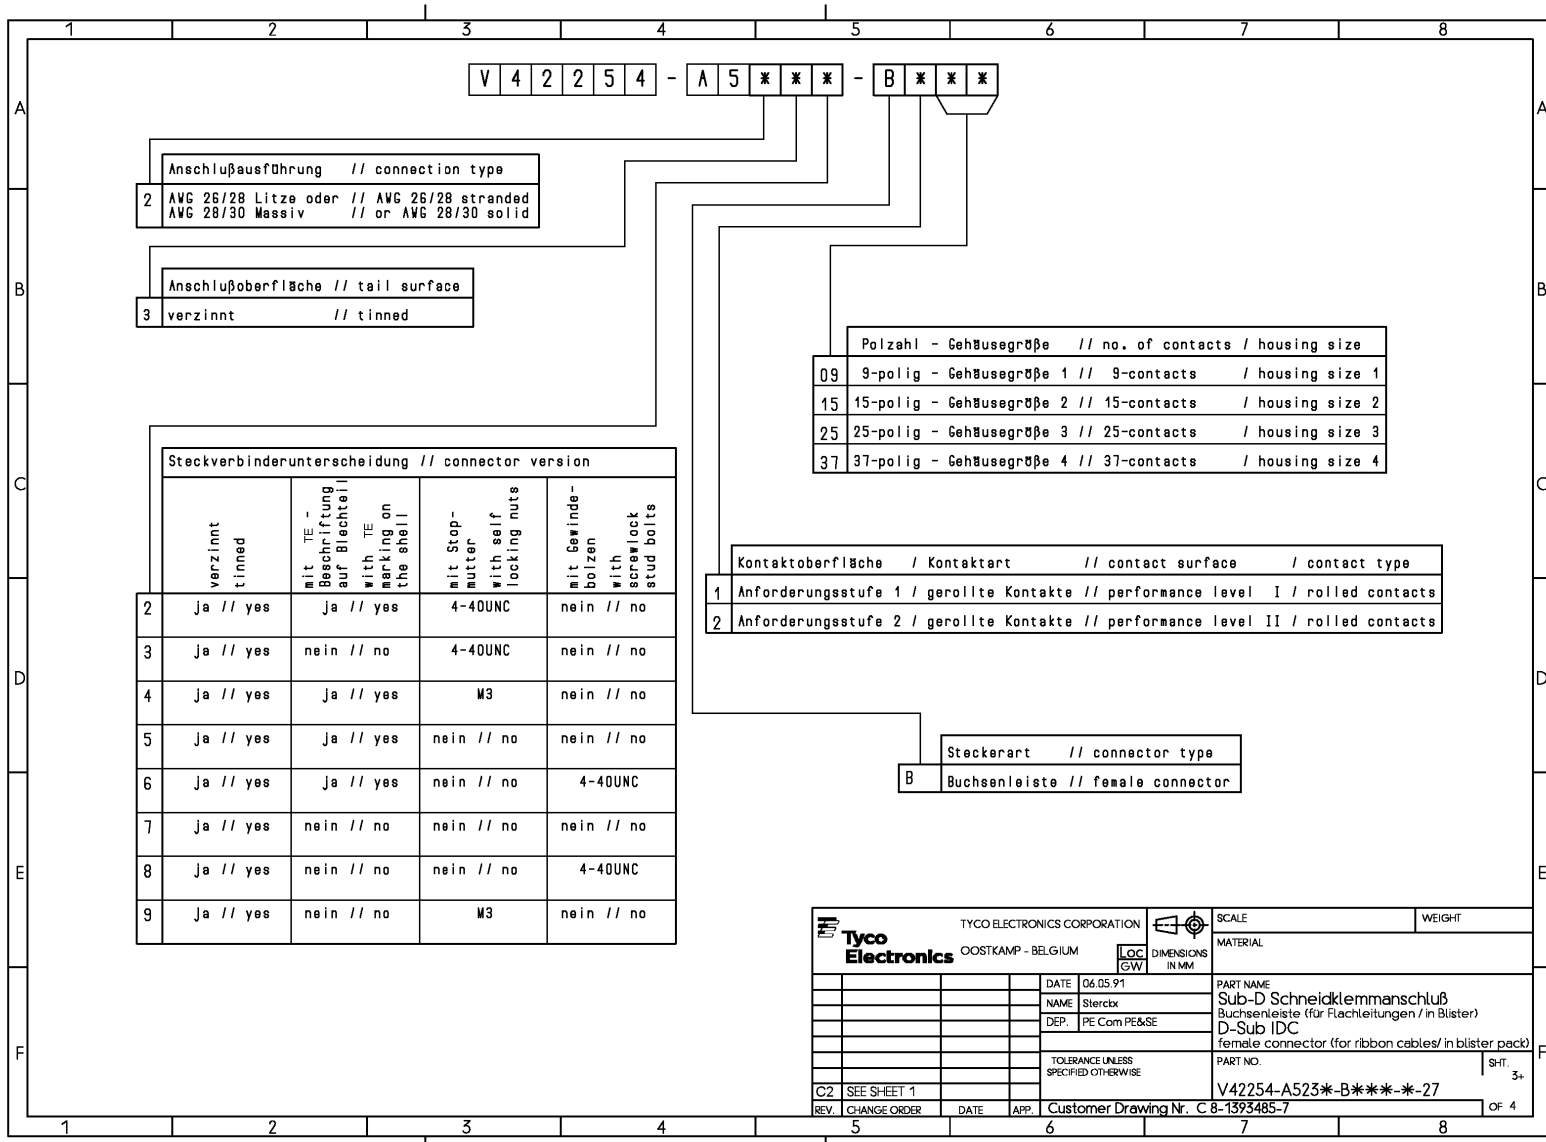 1 2 3 4 5 6 7 8
A A
B B
C C
D D
E E
F F
V 4 2 2 5 4 - A 5 * * * - B * * *
Anschlußausführung // connection type
2 AWG 26/28 Litze oder // AWG 26/28 stranded
AWG 28/30 Massiv // or AWG 28/30 solid
Anschlußoberfläche // tail surface
3 verzinnt // tinned
Polzahl - Gehäusegröße // no. of contacts / housing size
09 9-polig - Gehäusegröße 1 // 9-contacts / housing size 1
15 15-polig - Gehäusegröße 2 // 15-contacts / housing size 2
25 25-polig - Gehäusegröße 3 // 25-contacts / housing size 3
37 37-polig - Gehäusegröße 4 // 37-contacts / housing size 4
Steckverbinderunterscheidung // connector version
verzinnt
tinned
mit TE -
Beschriftung
auf Blechteil
with TE
marking on
the shell
mit Stop-
mutter
with self
locking nuts
mit Gewinde-
bolzen
with
screwlock
stud bolts
2 ja // yes ja // yes 4-40UNC nein // no
3 ja // yes nein // no 4-40UNC nein // no
4 ja // yes ja // yes M3 nein // no
5 ja // yes ja // yes nein // no nein // no
6 ja // yes ja // yes nein // no 4-40UNC
7 ja // yes nein // no nein // no nein // no
8 ja // yes nein // no nein // no 4-40UNC
9 ja // yes nein // no M3 nein // no
Kontaktoberfläche / Kontaktart // contact surface / contact type
1 Anforderungsstufe 1 / gerollte Kontakte // performance level I / rolled contacts
2 Anforderungsstufe 2 / gerollte Kontakte // performance level II / rolled contacts
Steckerart // connector type
B Buchsenleiste // female connector
Tyco
Electronics
TYCO ELECTRONICS CORPORATION
OOSTKAMP - BELGIUM
LOC
GW
DIMENSIONS
IN MM
SCALE
WEIGHT
MATERIAL
DATE 06.05.91
NAME Sterckx
DEP. PE Com PE&SE
PART NAME
Sub-D Schneidklemmanschluß
Buchsenleiste (für Flachleitungen / in Blister)
D-Sub IDC
female connector (for ribbon cables/ in blister pack)
TOLERANCE UNLESS
SPECIFIED OTHERWISE
PART NO.
V42254-A523*-B***-*-27
SHT.
3+
OF 4
C2 SEE SHEET 1
REV. CHANGE ORDER DATE APP.
Customer Drawing Nr. C 8-1393485-7
1 2 3 4 5 6 7 8